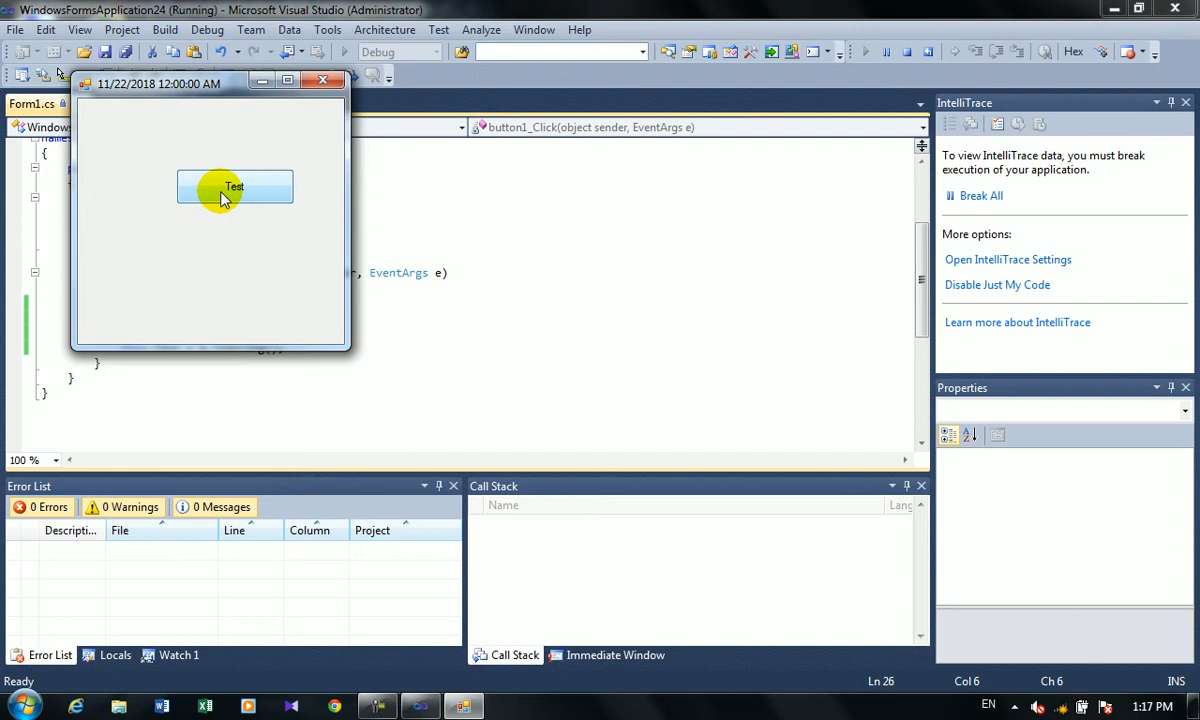 WindowsFormsApplication24 (Running) - Microsoft Visual Studio (Administrator)
File Edit View Project Build Debug Team Data Tools Architecture Test Analyze Window Help
Debug Hex
11/22/2018 12:00:00 AM
Form1.cs
Windows
button1_Click(object sender, EventArgs e)
{
Test
, EventArgs e)
}
}
}
100 %
IntelliTrace
To view IntelliTrace data, you must break
execution of your application.
Break All
More options:
Open IntelliTrace Settings
Disable Just My Code
Learn more about IntelliTrace
Properties
Error List
0 Errors 0 Warnings 0 Messages
Descripti... File Line Column Project
Error List Locals Watch 1
Call Stack
Name Lang
Call Stack Immediate Window
Ready Ln 26 Col 6 Ch 6 INS
EN 1:17 PM